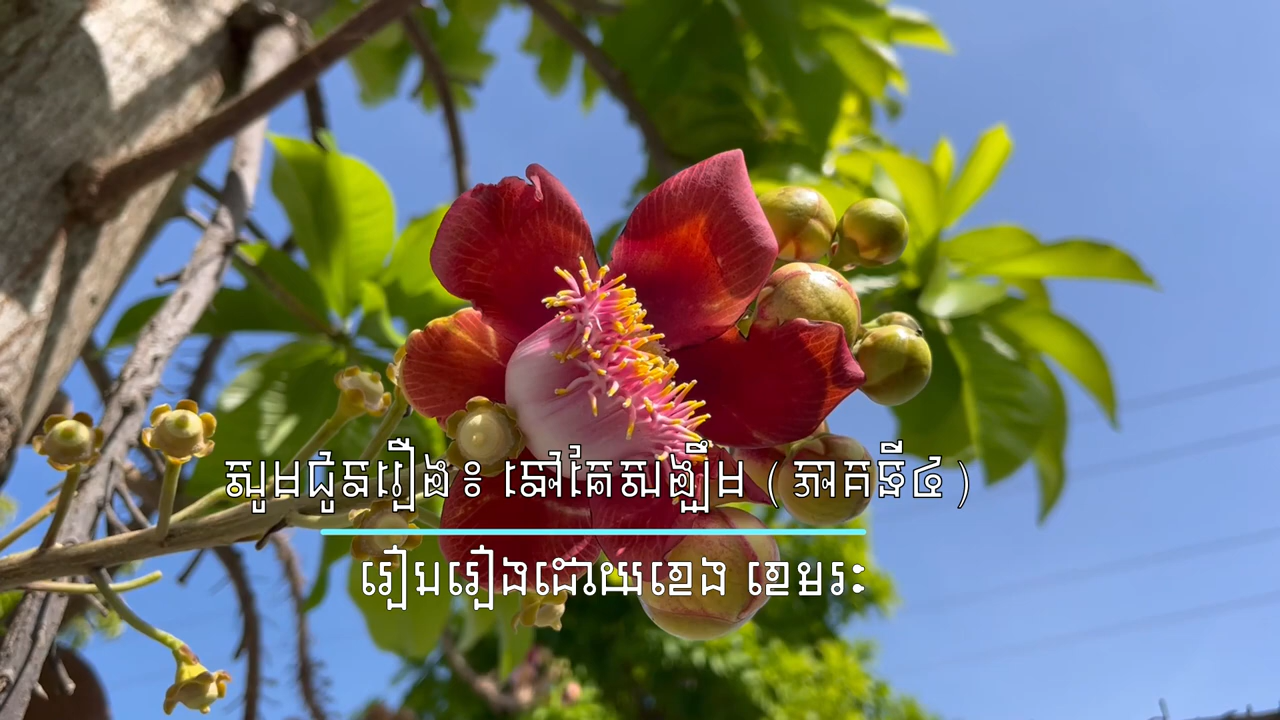 សូមជូនរឿង៖ នៅតែសង្ឃឹម (ភាគទី៤)
រៀបរៀងដោយខេង ខេមរះ